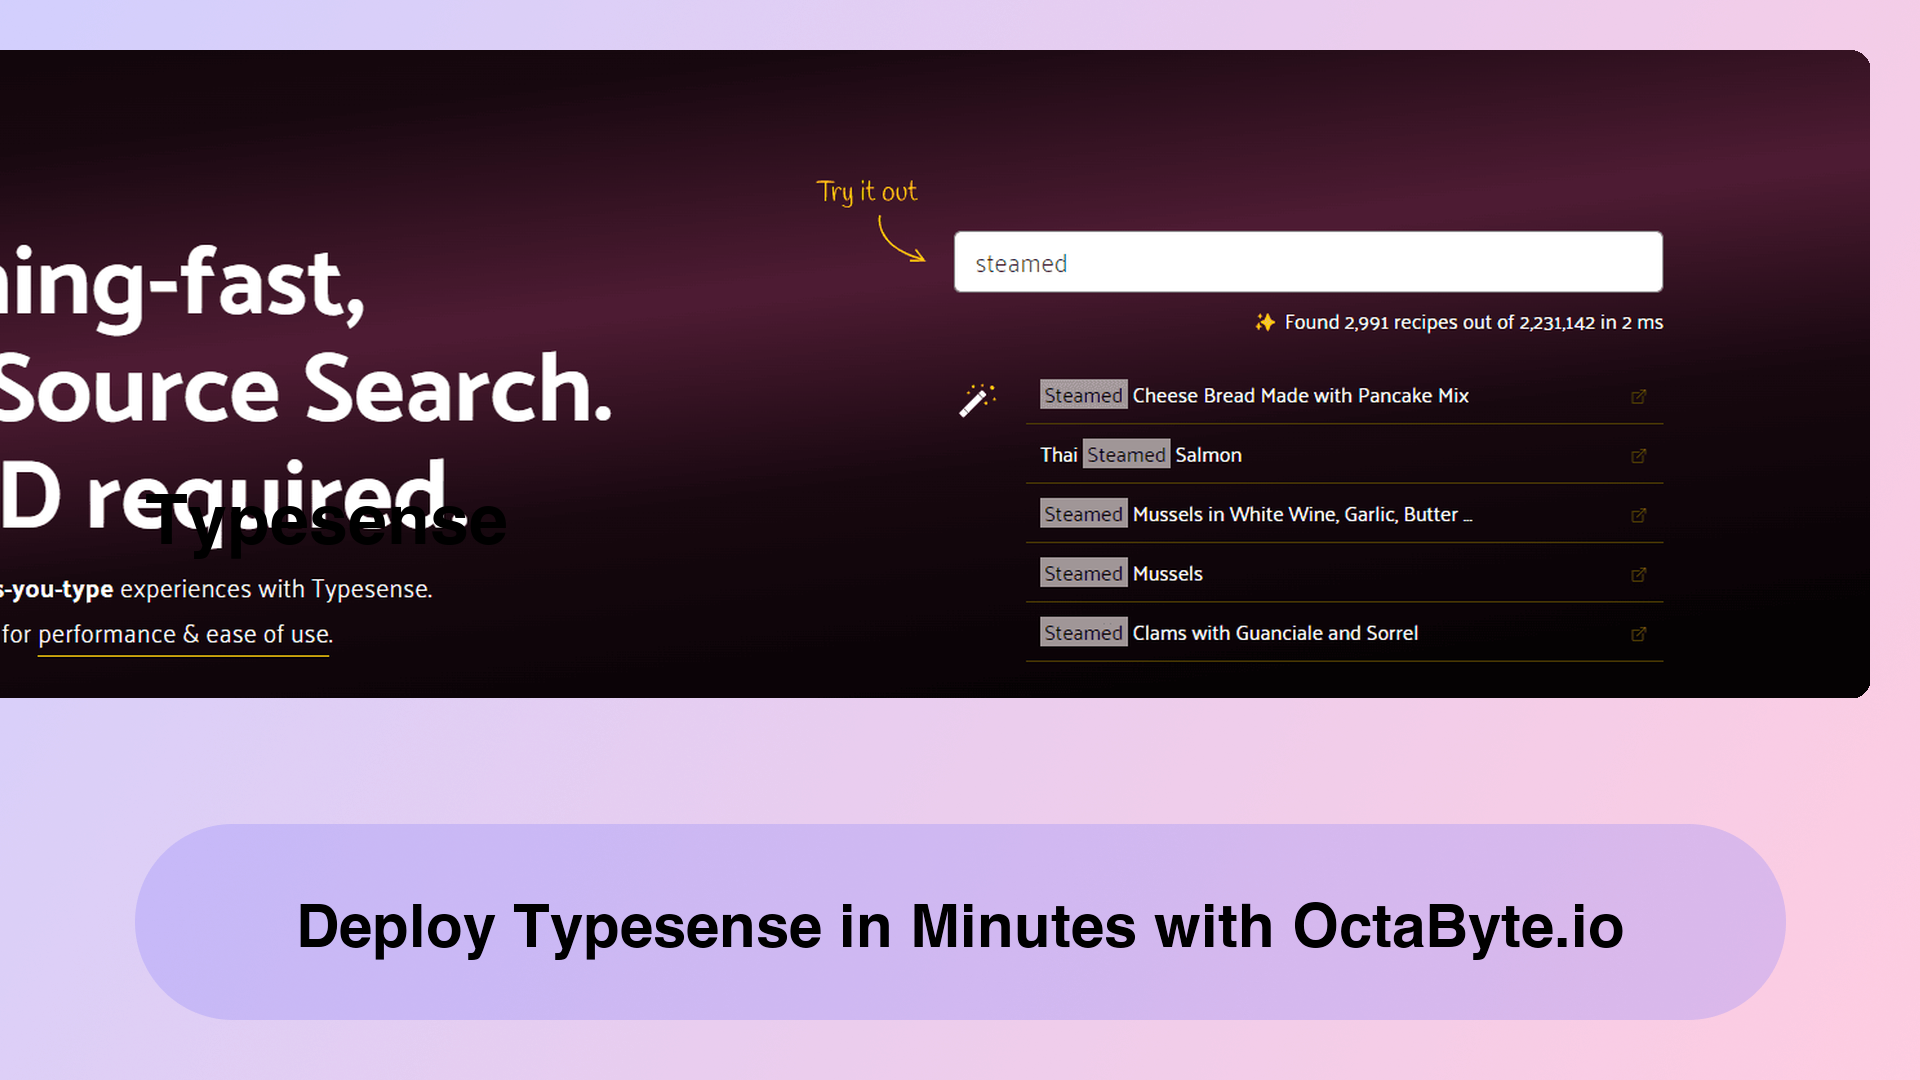 ing-fast,
Source Search.
D required.
Typesense
s-you-type experiences with Typesense.
for performance & ease of use.
Try it out
steamed
✨ Found 2,991 recipes out of 2,231,142 in 2 ms
Steamed Cheese Bread Made with Pancake Mix
Thai Steamed Salmon
Steamed Mussels in White Wine, Garlic, Butter ...
Steamed Mussels
Steamed Clams with Guanciale and Sorrel
Deploy Typesense in Minutes with OctaByte.io